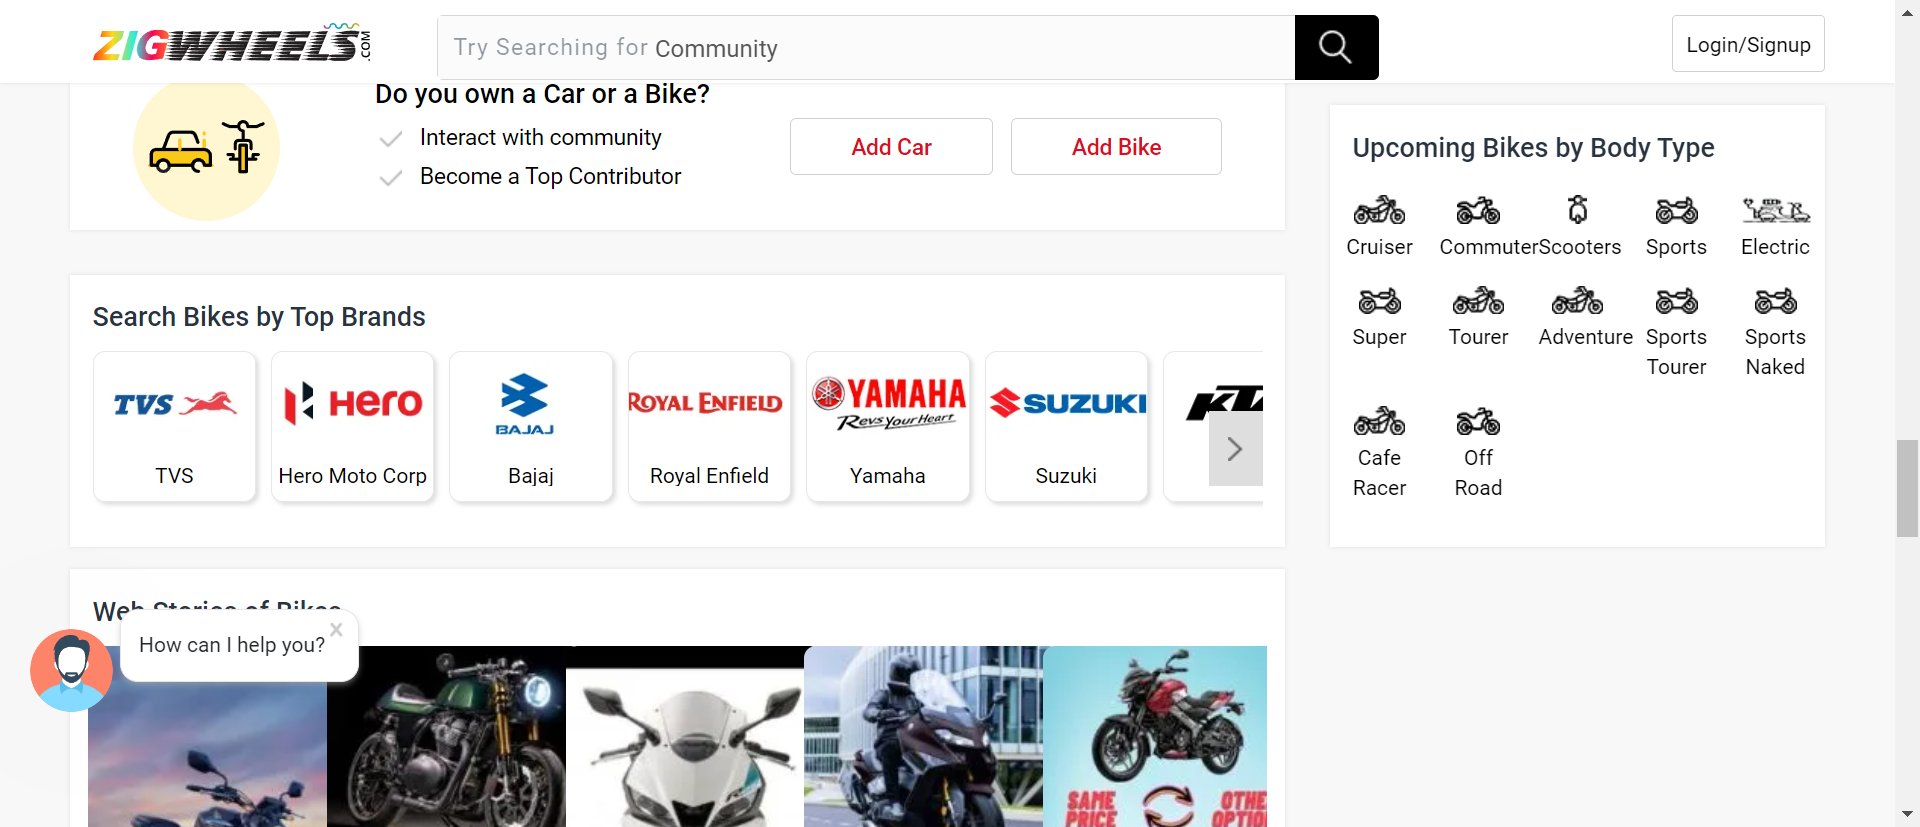 ZIGWHEELS.COM
Try Searching for Community
Login/Signup
Do you own a Car or a Bike?
Interact with community
Become a Top Contributor
Add Car
Add Bike
Upcoming Bikes by Body Type
Cruiser
Commuter
Scooters
Sports
Electric
Super
Tourer
Adventure
Sports Tourer
Sports Naked
Cafe Racer
Off Road
Search Bikes by Top Brands
TVS
HERO
BAJAJ
ROYAL ENFIELD
YAMAHA
Revs Your Heart
SUZUKI
TVS
Hero Moto Corp
Bajaj
Royal Enfield
Yamaha
Suzuki
Web Stories of Bikes
How can I help you?
SAME
PRICE